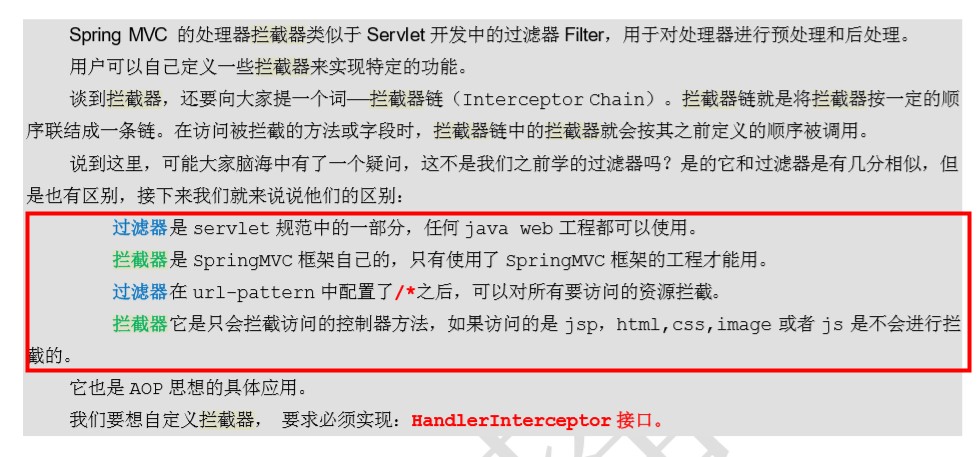 Spring MVC 的处理器拦截器类似于 Servlet 开发中的过滤器 Filter，用于对处理器进行预处理和后处理。
用户可以自己定义一些拦截器来实现特定的功能。
谈到拦截器，还要向大家提一个词——拦截器链（Interceptor Chain）。拦截器链就是将拦截器按一定的顺
序联结成一条链。在访问被拦截的方法或字段时，拦截器链中的拦截器就会按其之前定义的顺序被调用。
说到这里，可能大家脑海中有了一个疑问，这不是我们之前学的过滤器吗？是的它和过滤器是有几分相似，但
是也有区别，接下来我们就来说说他们的区别：
过滤器是 servlet 规范中的一部分，任何 java web 工程都可以使用。
拦截器是 SpringMVC 框架自己的，只有使用了 SpringMVC 框架的工程才能用。
过滤器在 url-pattern 中配置了/*之后，可以对所有要访问的资源拦截。
拦截器它是只会拦截访问的控制器方法，如果访问的是 jsp，html,css,image 或者 js 是不会进行拦
截的。
它也是 AOP 思想的具体应用。
我们要想自定义拦截器， 要求必须实现：HandlerInterceptor 接口。